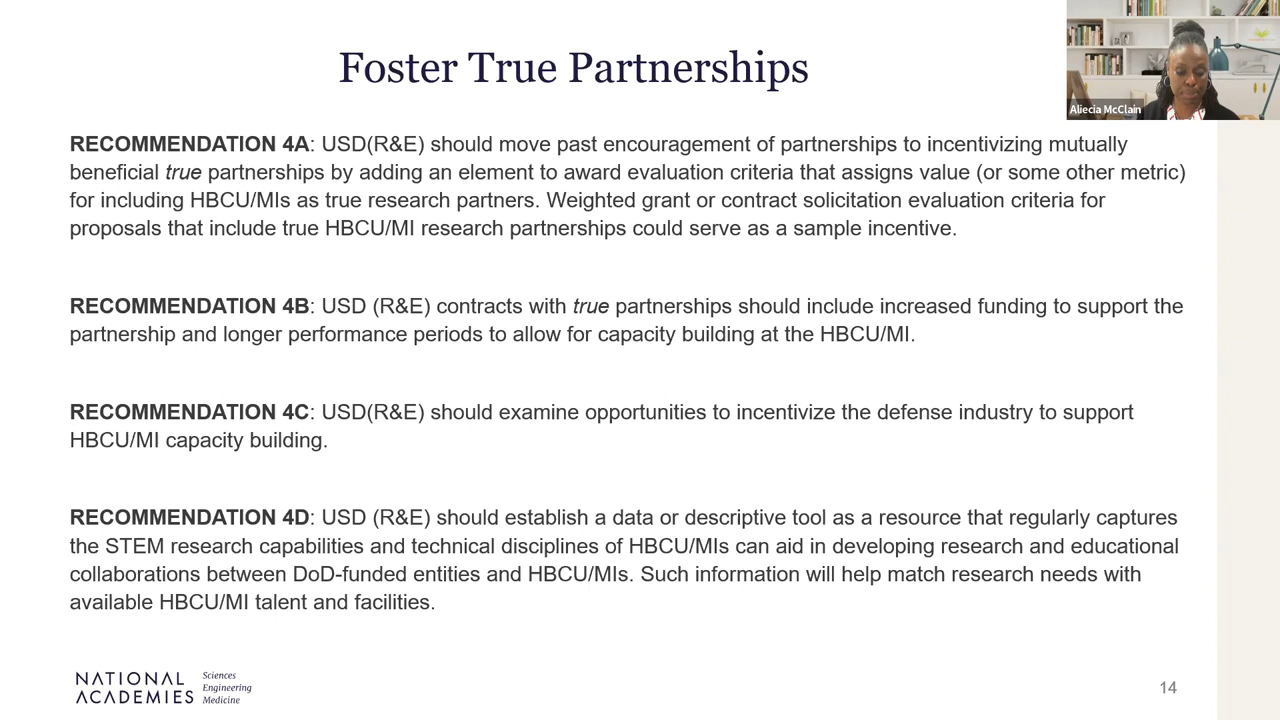 Foster True Partnerships
Aliecia McClain
RECOMMENDATION 4A: USD(R&E) should move past encouragement of partnerships to incentivizing mutually
beneficial true partnerships by adding an element to award evaluation criteria that assigns value (or some other metric)
for including HBCU/MIs as true research partners. Weighted grant or contract solicitation evaluation criteria for
proposals that include true HBCU/MI research partnerships could serve as a sample incentive.
RECOMMENDATION 4B: USD (R&E) contracts with true partnerships should include increased funding to support the
partnership and longer performance periods to allow for capacity building at the HBCU/MI.
RECOMMENDATION 4C: USD(R&E) should examine opportunities to incentivize the defense industry to support
HBCU/MI capacity building.
RECOMMENDATION 4D: USD (R&E) should establish a data or descriptive tool as a resource that regularly captures
the STEM research capabilities and technical disciplines of HBCU/MIs can aid in developing research and educational
collaborations between DoD-funded entities and HBCU/MIs. Such information will help match research needs with
available HBCU/MI talent and facilities.
NATIONAL
ACADEMIES
Sciences
Engineering
Medicine
14